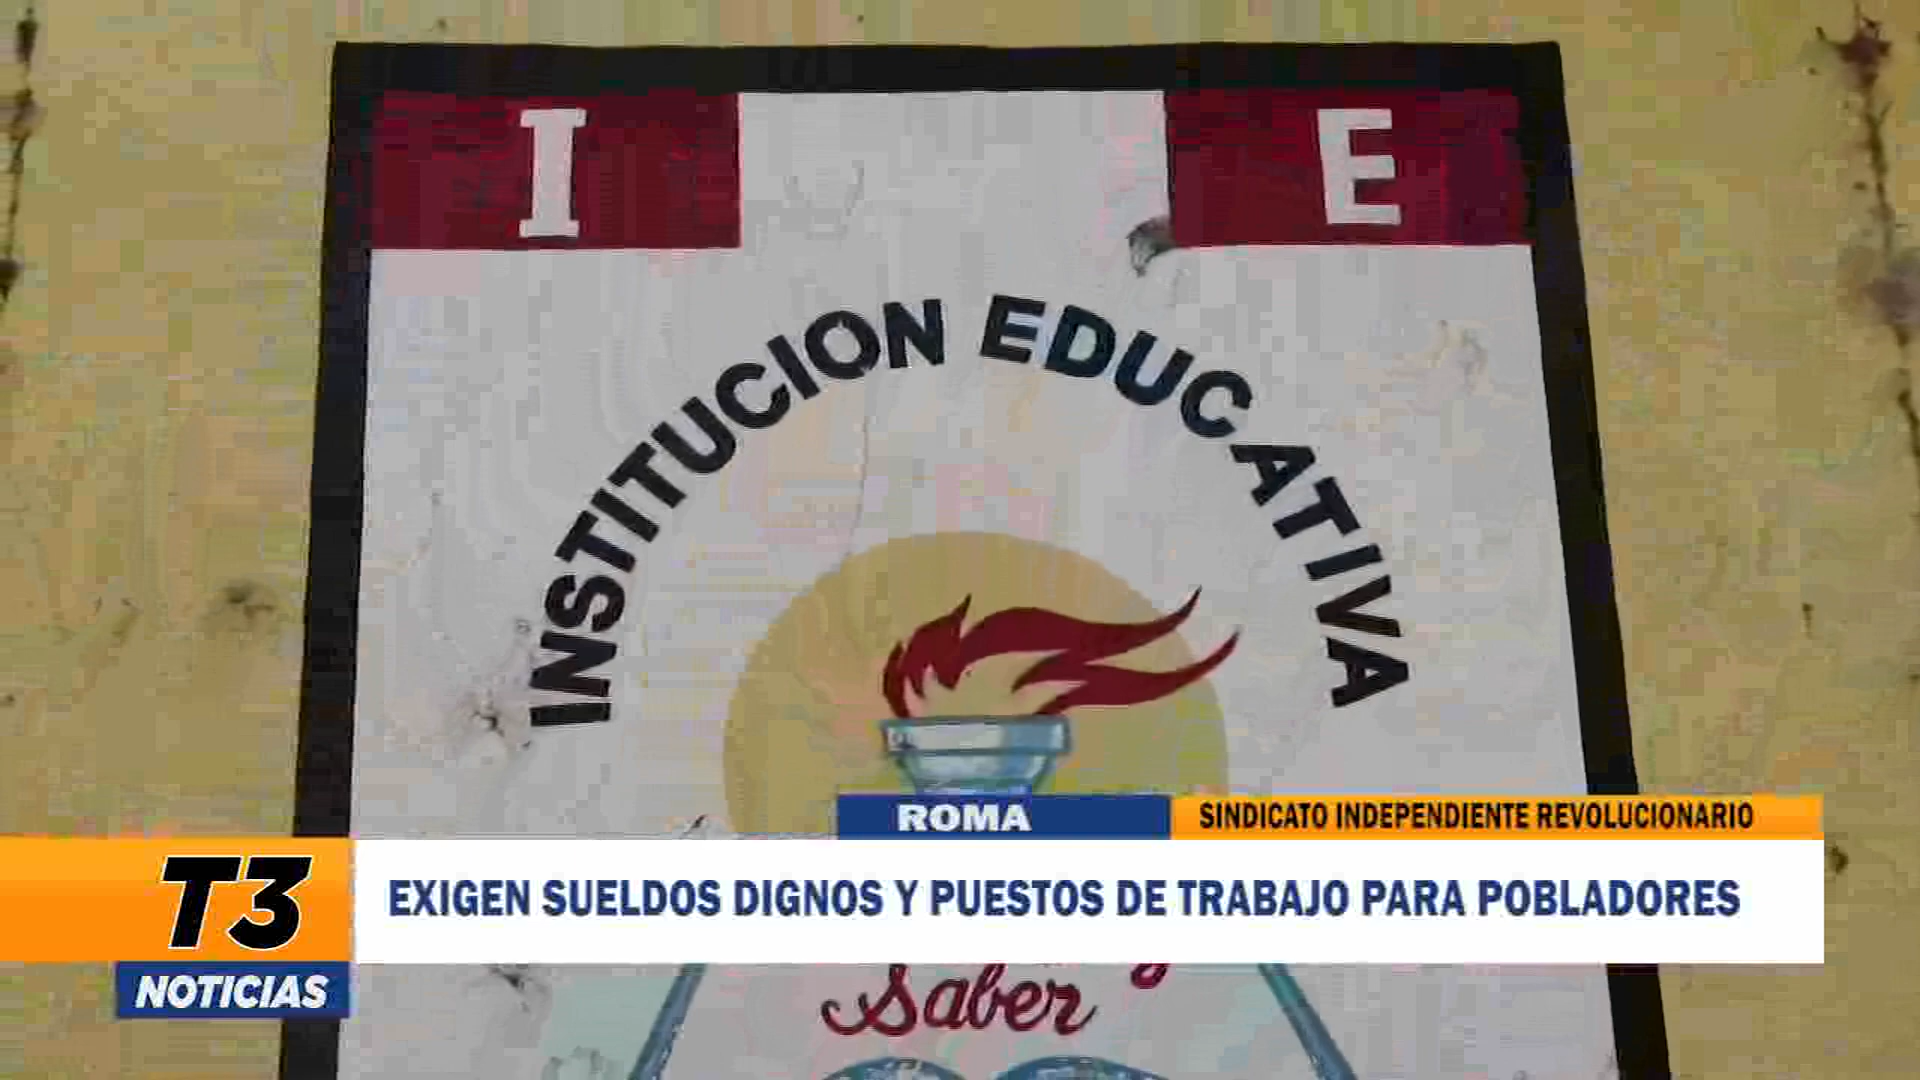 I
E
INSTITUCION EDUCATIVA
ROMA
SINDICATO INDEPENDIENTE REVOLUCIONARIO
T3
EXIGEN SUELDOS DIGNOS Y PUESTOS DE TRABAJO PARA POBLADORES
NOTICIAS
Saber